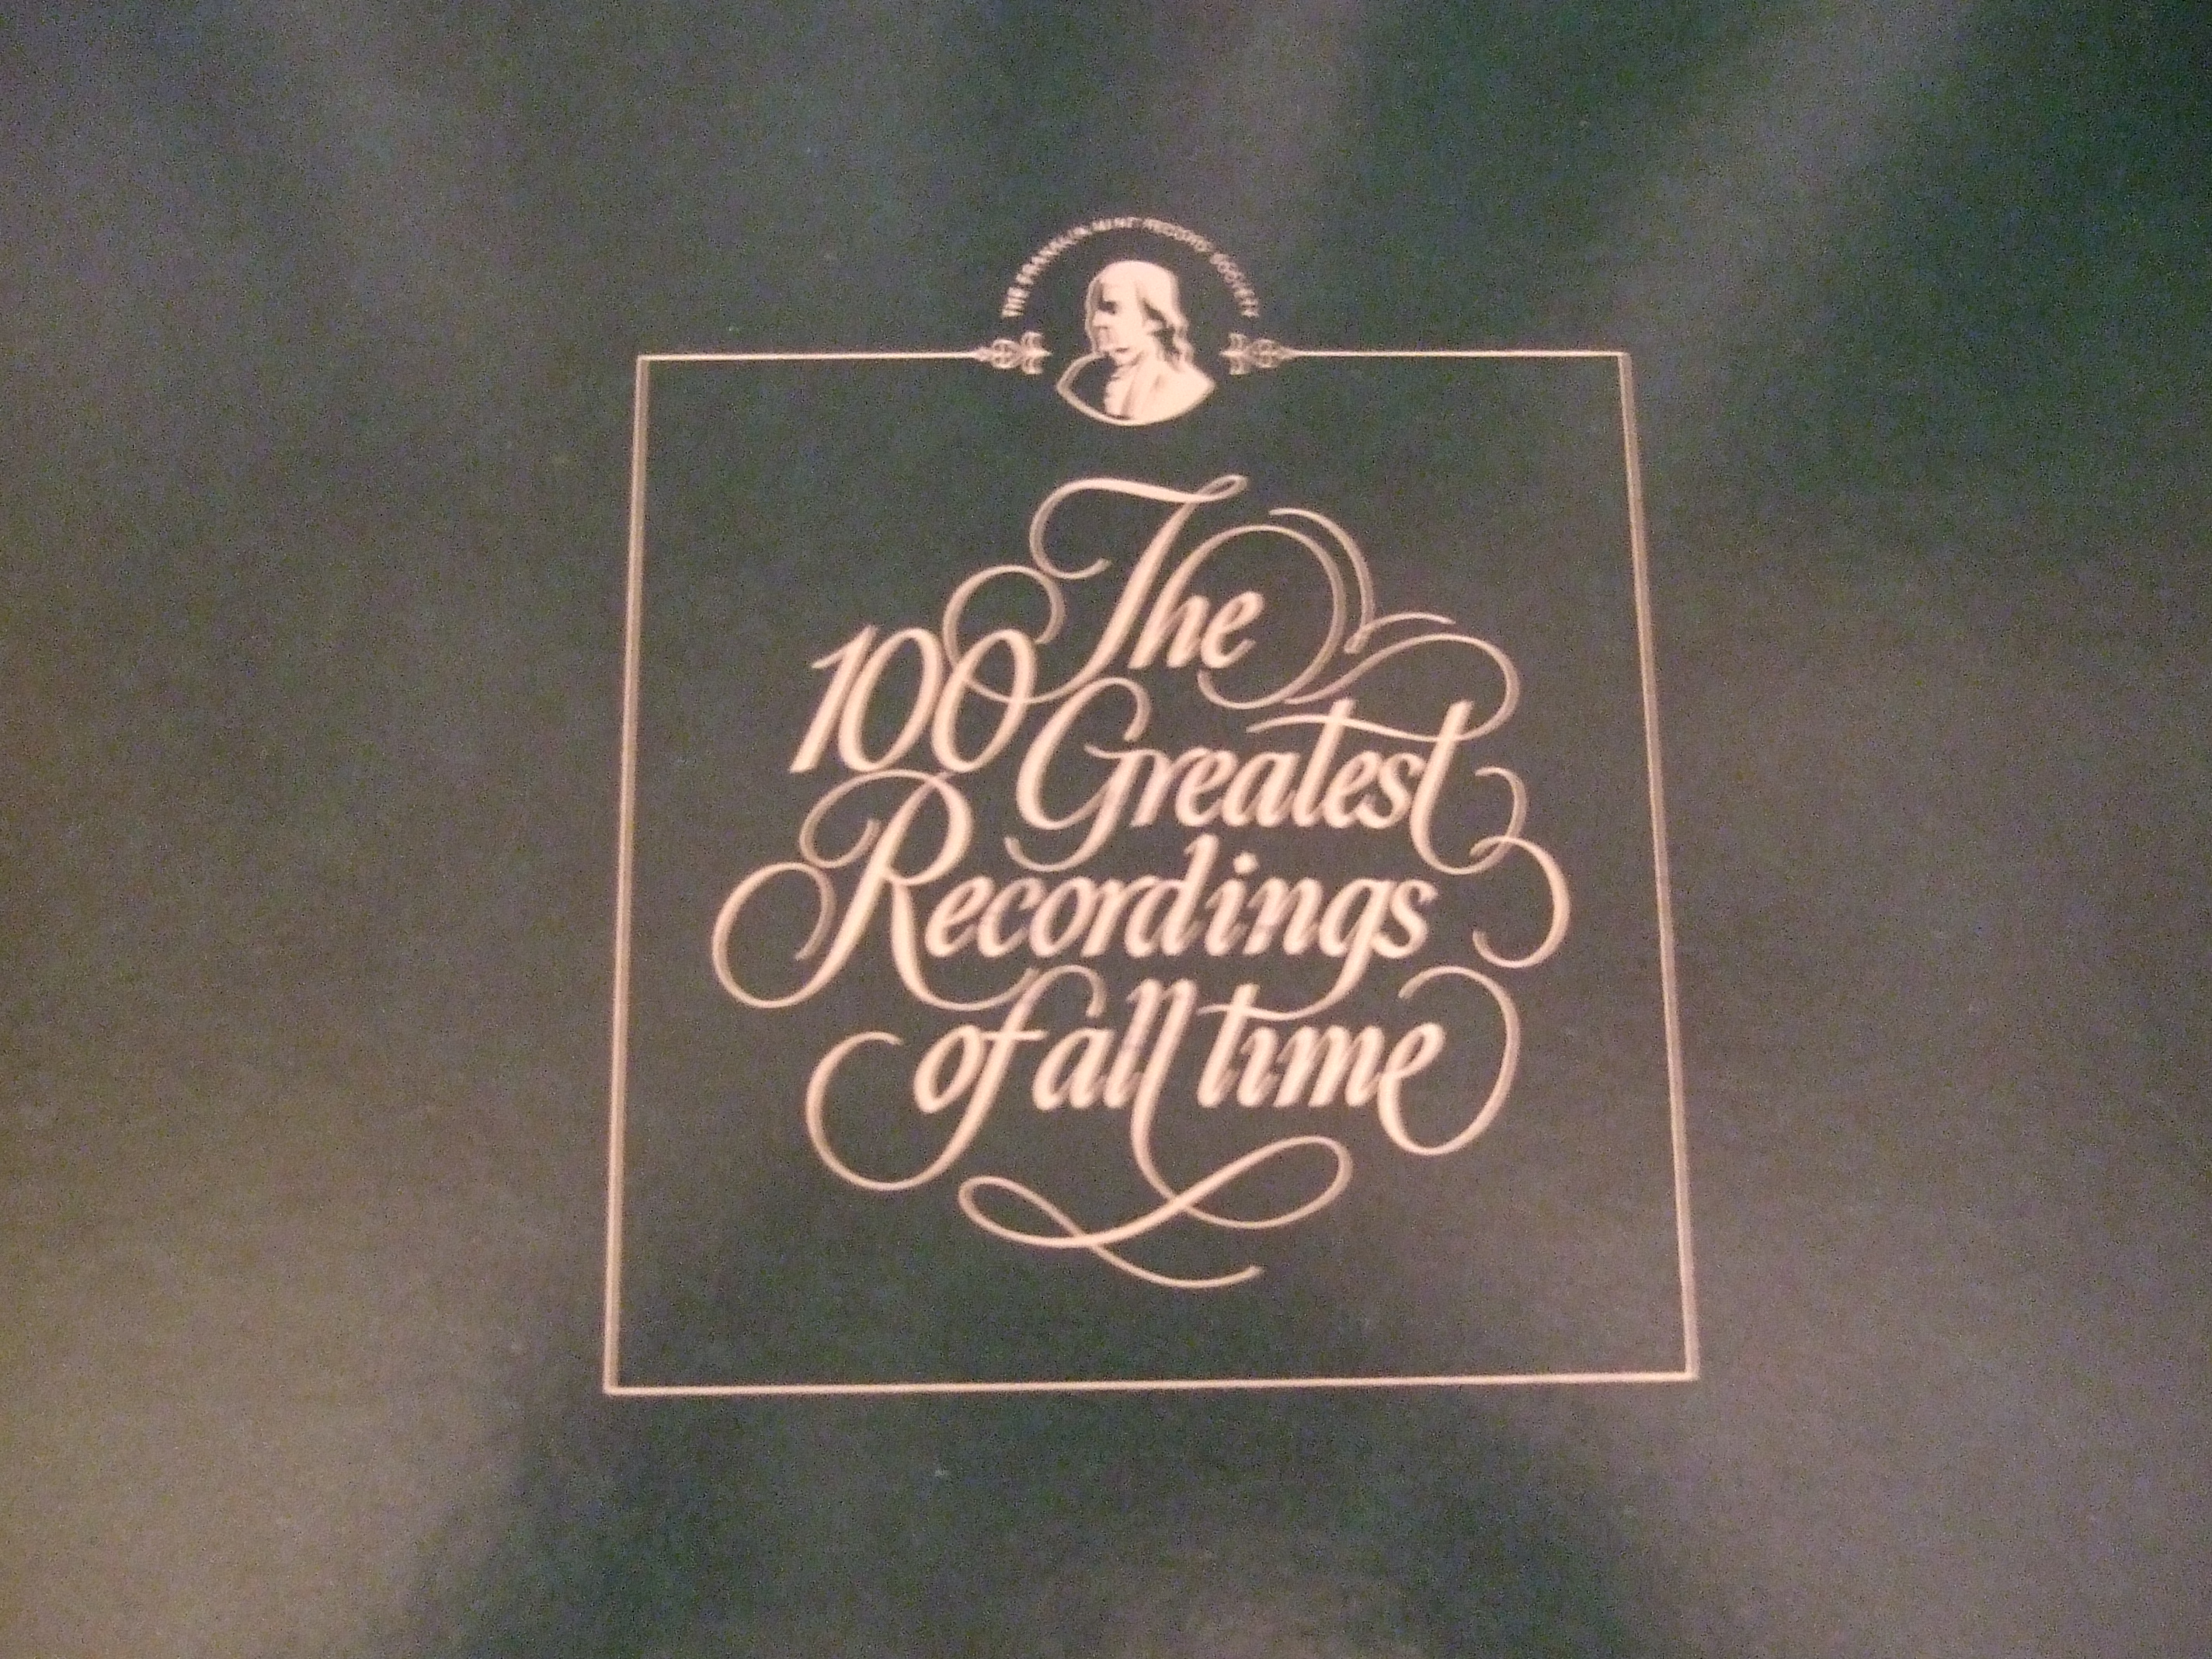 THE FRANKLIN MINT RECORD SOCIETY
The
100 Greatest
Recordings
of all time